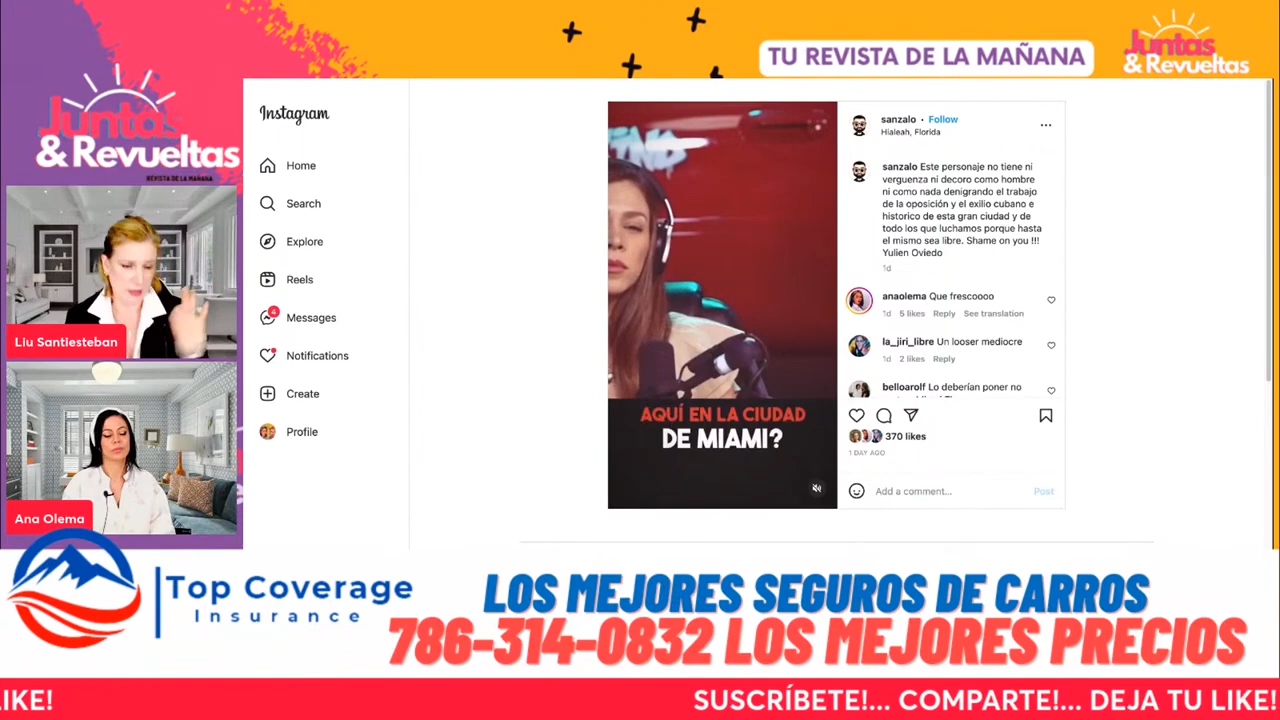 TU REVISTA DE LA MAÑANA
Juntas
& Revueltas
Juntas
& Revueltas
REVISTA DE LA MAÑANA
Liu Santiesteban
Ana Olema
Instagram
Home
Search
Explore
Reels
4
Messages
Notifications
Create
Profile
AQUÍ EN LA CIUDAD
DE MIAMI?
sanzalo • Follow
Hialeah, Florida
sanzalo Este personaje no tiene ni
verguenza ni decoro como hombre
ni como nada denigrando el trabajo
de la oposición y el exilio cubano e
historico de esta gran ciudad y de
todo los que luchamos porque hasta
el mismo sea libre. Shame on you !!!
Yulien Oviedo
1d
anaolema Que frescoooo
1d 5 likes Reply See translation
la_jiri_libre Un looser mediocre
1d 2 likes Reply
belloarolf Lo deberían poner no
370 likes
1 DAY AGO
Add a comment... Post
Top Coverage
Insurance
LOS MEJORES SEGUROS DE CARROS
786-314-0832 LOS MEJORES PRECIOS
LIKE! SUSCRÍBETE!... COMPARTE!... DEJA TU LIKE!